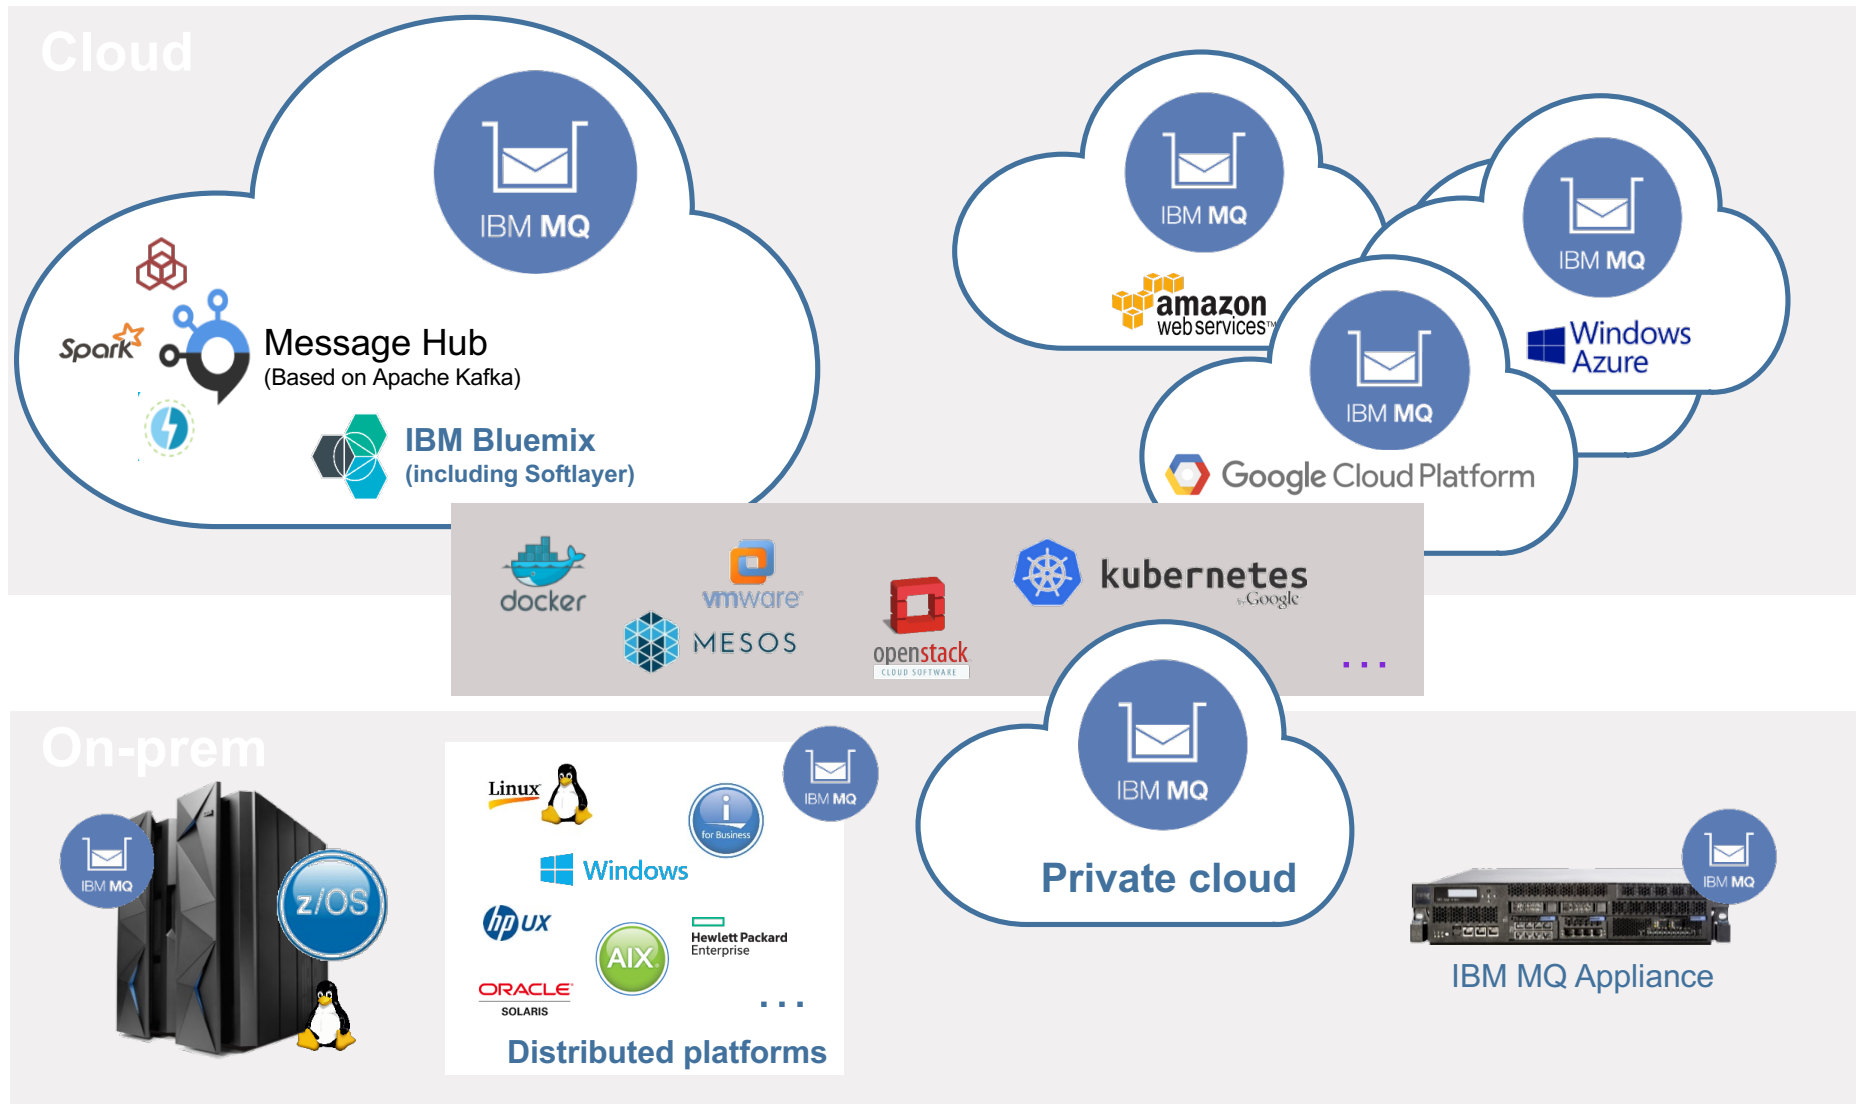 Cloud
IBM MQ
Spark
Message Hub
(Based on Apache Kafka)
IBM Bluemix
(including Softlayer)
IBM MQ
amazon
web services™
IBM MQ
Windows
Azure
IBM MQ
Google Cloud Platform
docker
vmware®
MESOS
openstack
CLOUD SOFTWARE
kubernetes
by Google
...
On-prem
IBM MQ
z/OS
Linux
i
for Business
IBM MQ
Windows
hp UX
AIX
Hewlett Packard
Enterprise
ORACLE
SOLARIS
...
Distributed platforms
IBM MQ
Private cloud
IBM MQ
IBM MQ Appliance